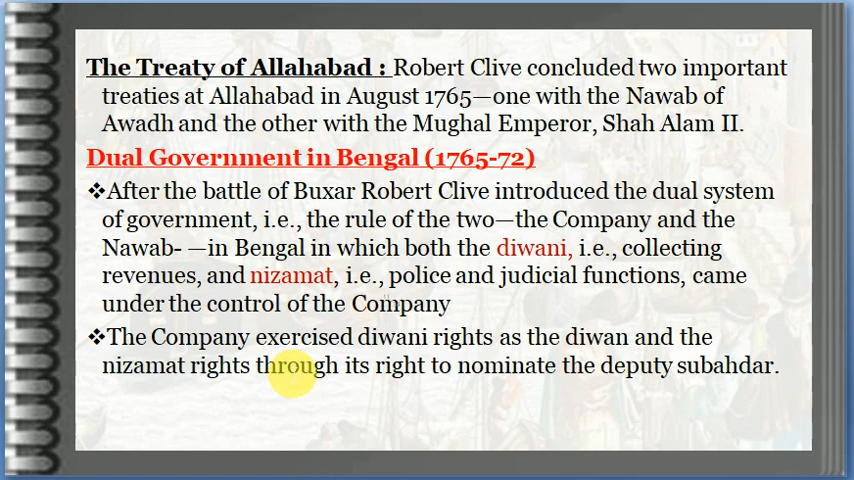 The Treaty of Allahabad : Robert Clive concluded two important
treaties at Allahabad in August 1765—one with the Nawab of
Awadh and the other with the Mughal Emperor, Shah Alam II.
Dual Government in Bengal (1765-72)
❖After the battle of Buxar Robert Clive introduced the dual system
of government, i.e., the rule of the two—the Company and the
Nawab- —in Bengal in which both the diwani, i.e., collecting
revenues, and nizamat, i.e., police and judicial functions, came
under the control of the Company
❖The Company exercised diwani rights as the diwan and the
nizamat rights through its right to nominate the deputy subahdar.